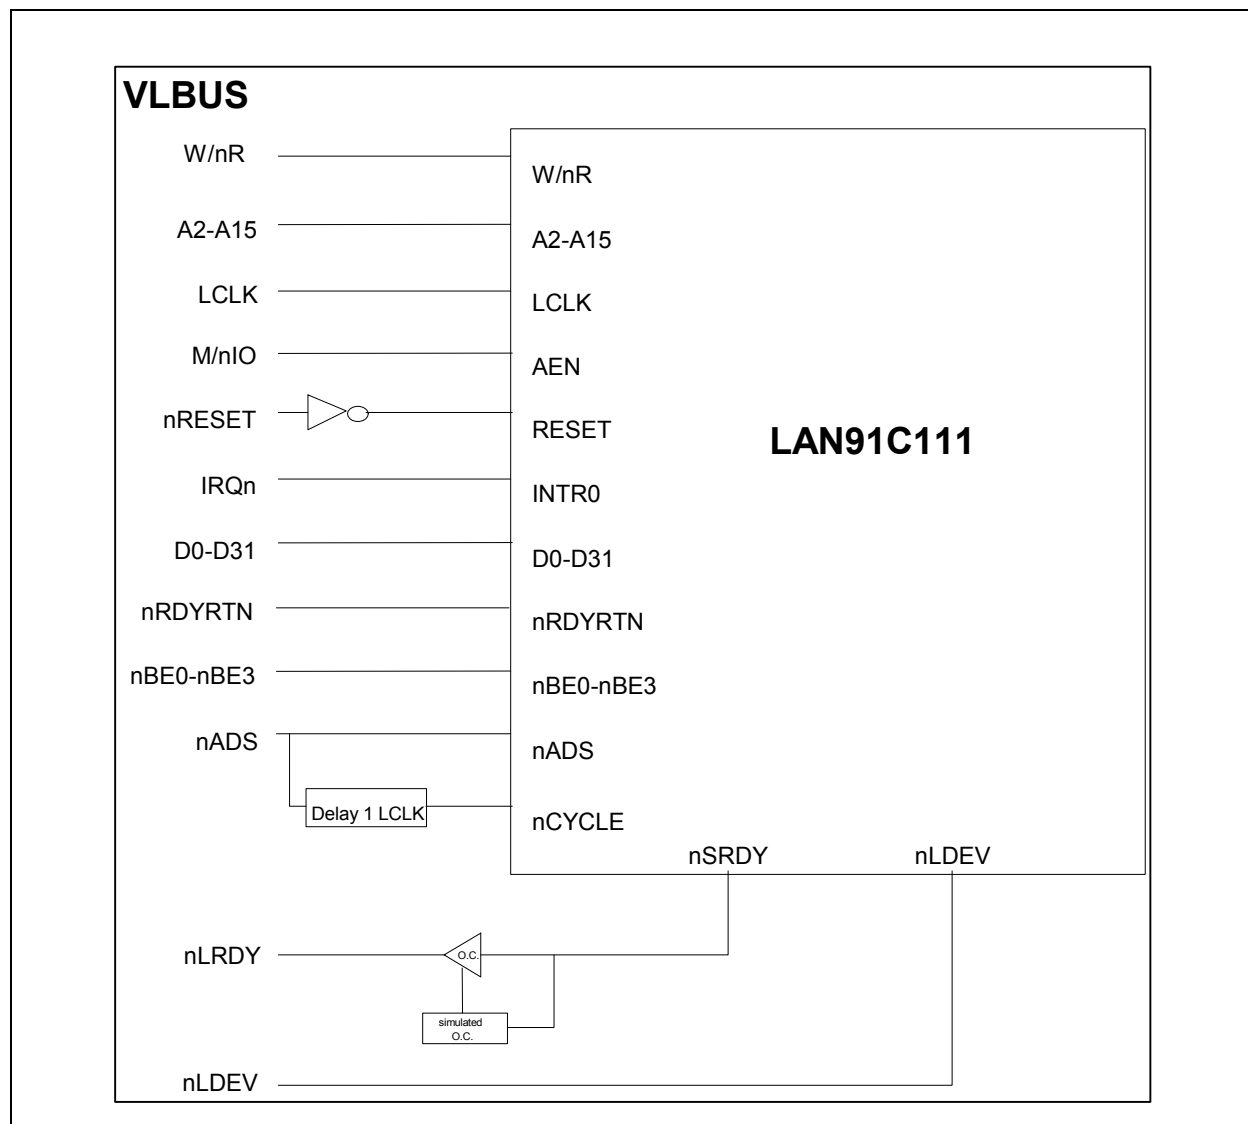 VLBUS
W/nR
W/nR
A2-A15
A2-A15
LCLK
LCLK
M/nIO
AEN
nRESET
RESET
LAN91C111
IRQn
INTR0
D0-D31
D0-D31
nRDYRTN
nRDYRTN
nBE0-nBE3
nBE0-nBE3
nADS
nADS
Delay 1 LCLK
nCYCLE
nSRDY
nLDEV
nLRDY
O.C.
simulated
O.C.
nLDEV